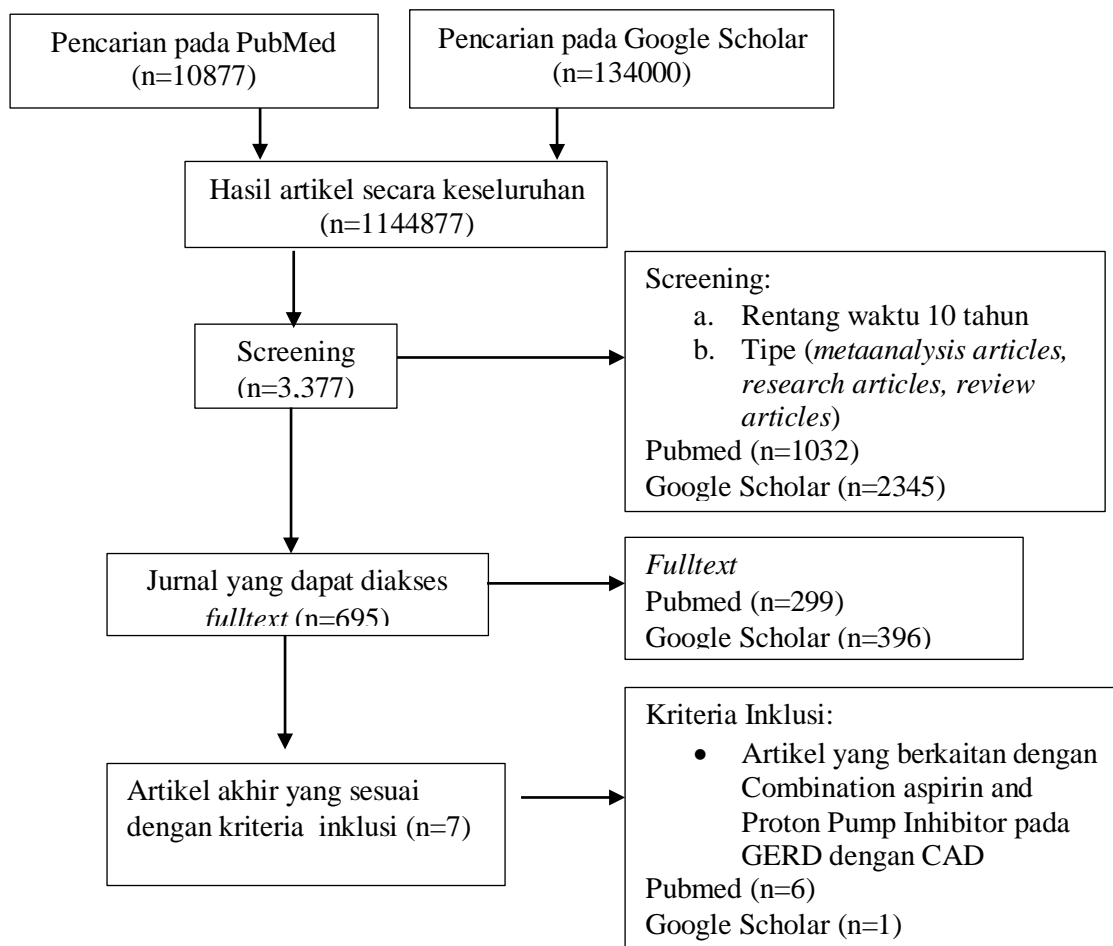 Pencarian pada PubMed
(n=10877)
Pencarian pada Google Scholar
(n=134000)
Hasil artikel secara keseluruhan
(n=1144877)
Screening
(n=3,377)
Screening:
a. Rentang waktu 10 tahun
b. Tipe (metaanalysis articles,
research articles, review
articles)
Pubmed (n=1032)
Google Scholar (n=2345)
Jurnal yang dapat diakses
fulltext (n=695)
Fulltext
Pubmed (n=299)
Google Scholar (n=396)
Artikel akhir yang sesuai
dengan kriteria inklusi (n=7)
Kriteria Inklusi:
• Artikel yang berkaitan dengan
Combination aspirin and
Proton Pump Inhibitor pada
GERD dengan CAD
Pubmed (n=6)
Google Scholar (n=1)